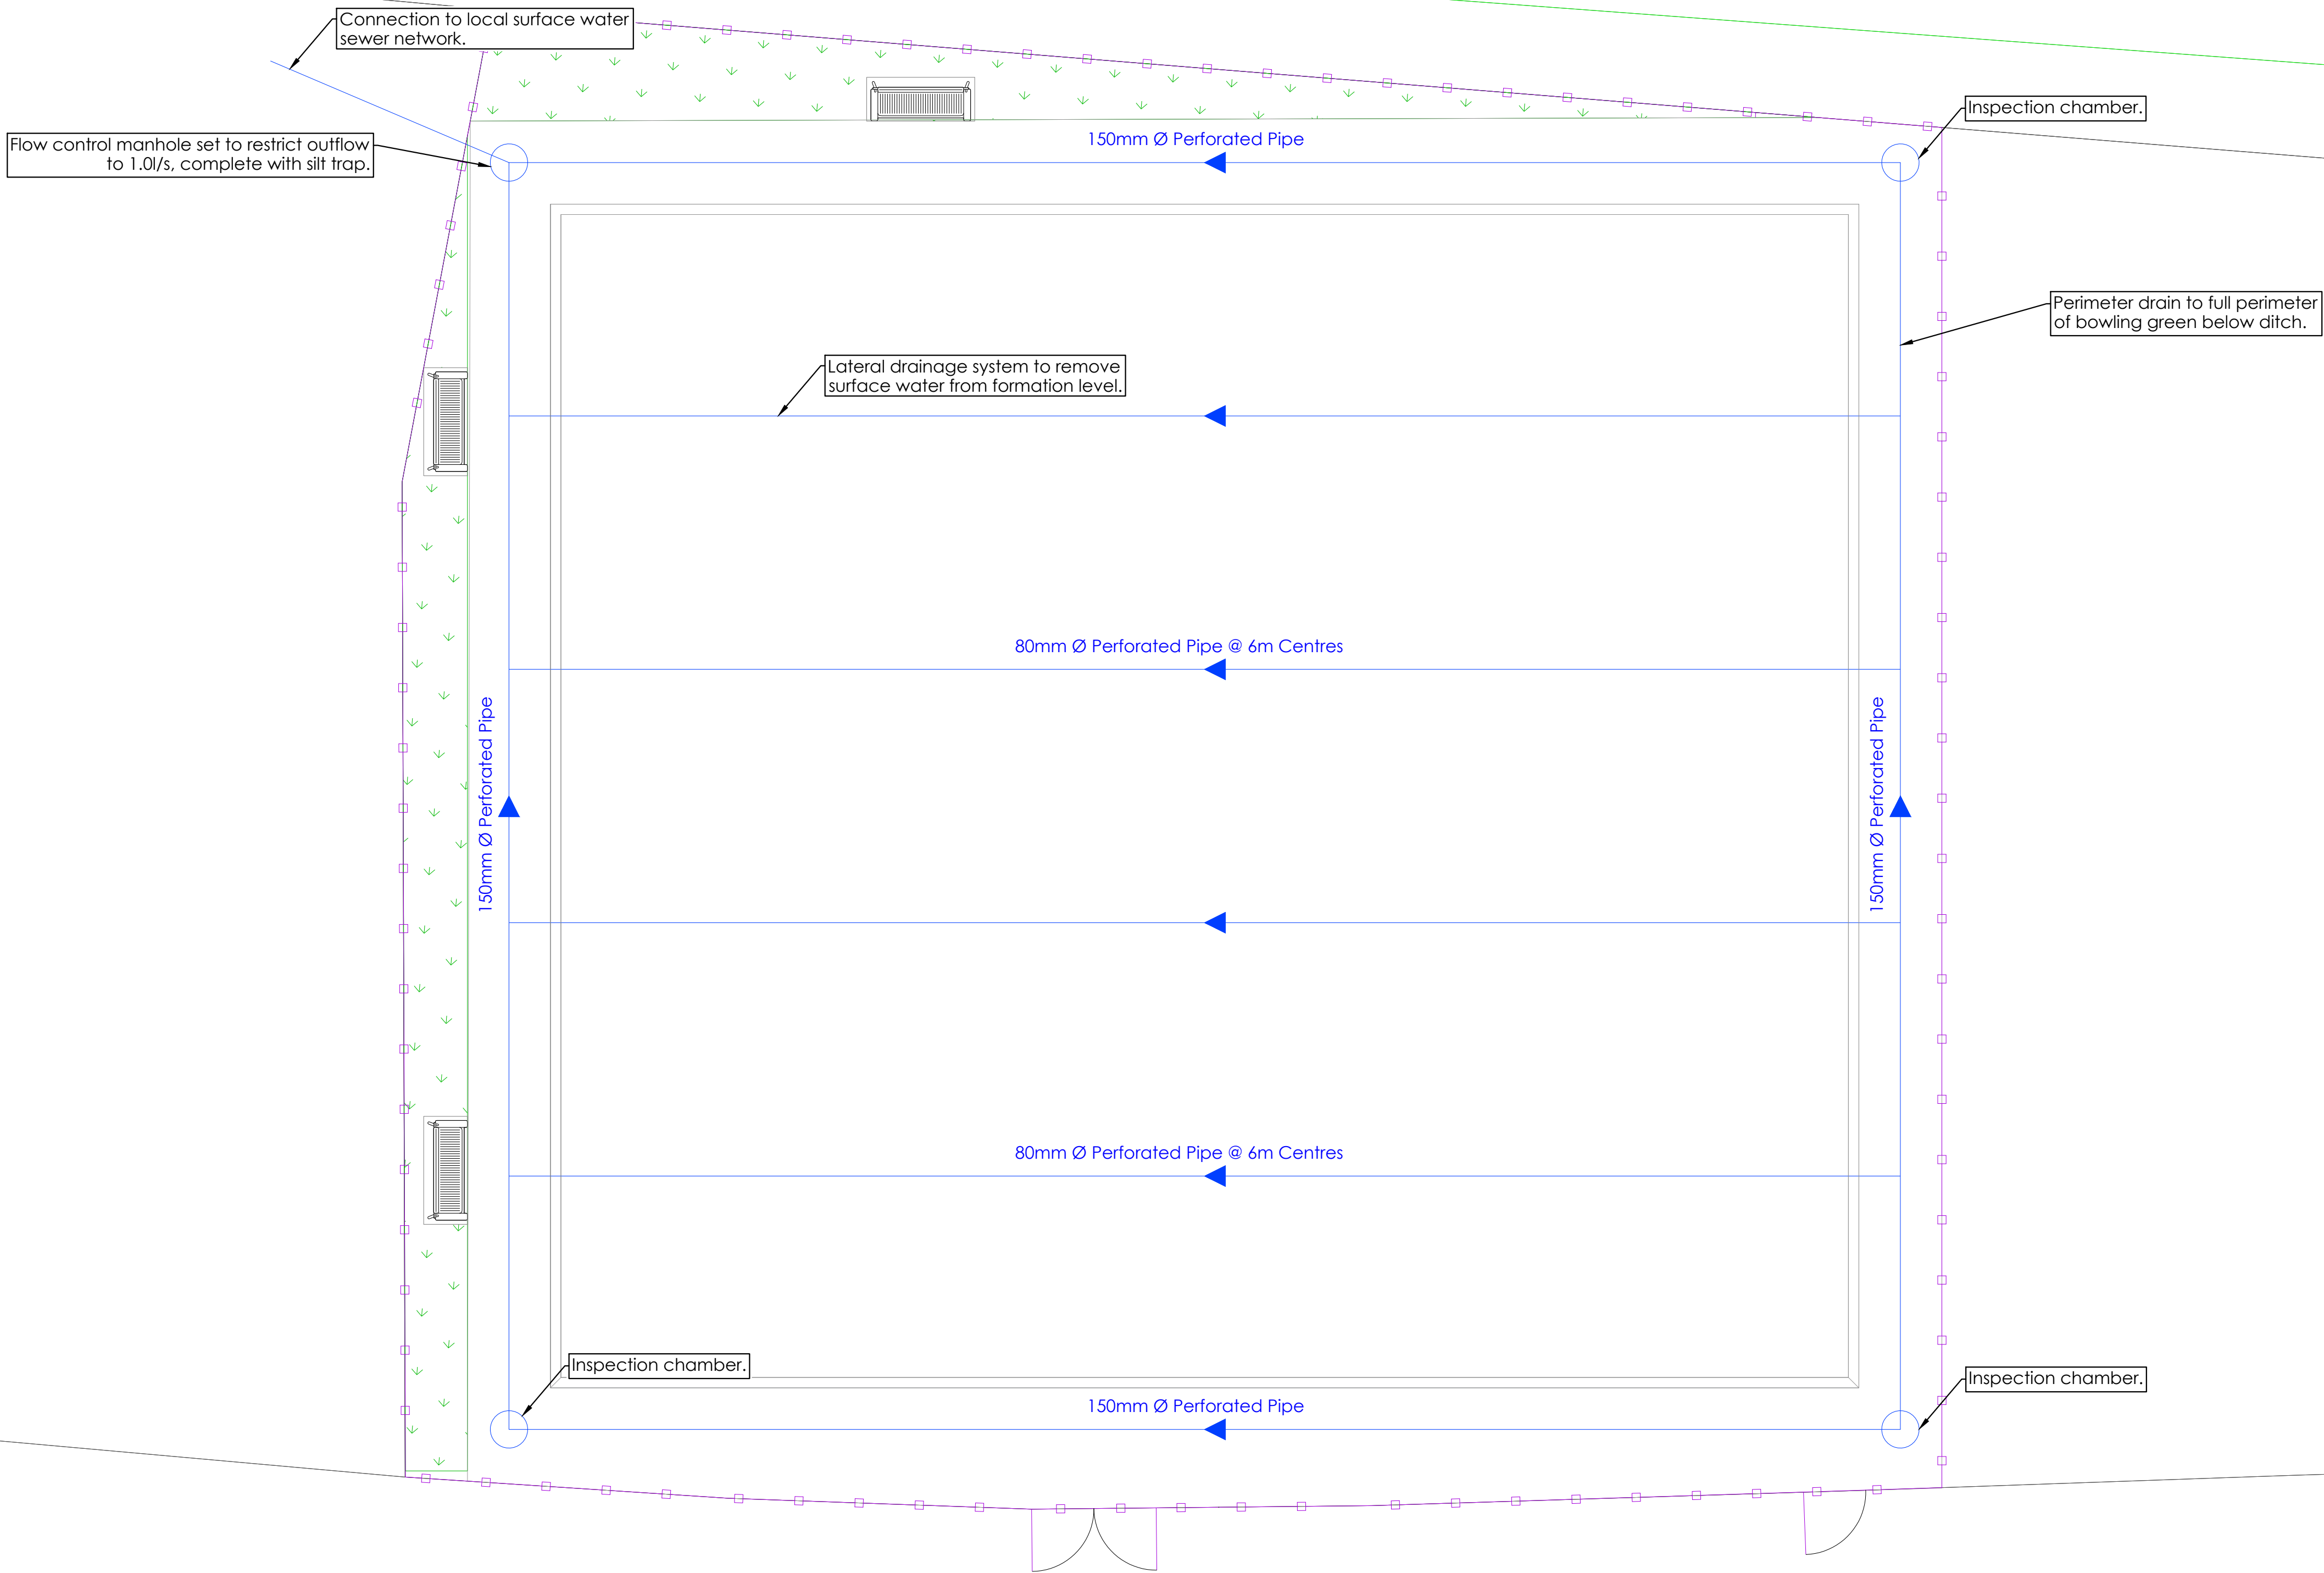 Connection to local surface water
sewer network.
Inspection chamber.
Flow control manhole set to restrict outflow
to 1.0l/s, complete with silt trap.
150mm Ø Perforated Pipe
Perimeter drain to full perimeter
of bowling green below ditch.
Lateral drainage system to remove
surface water from formation level.
80mm Ø Perforated Pipe @ 6m Centres
150mm Ø Perforated Pipe
150mm Ø Perforated Pipe
80mm Ø Perforated Pipe @ 6m Centres
Inspection chamber.
Inspection chamber.
150mm Ø Perforated Pipe